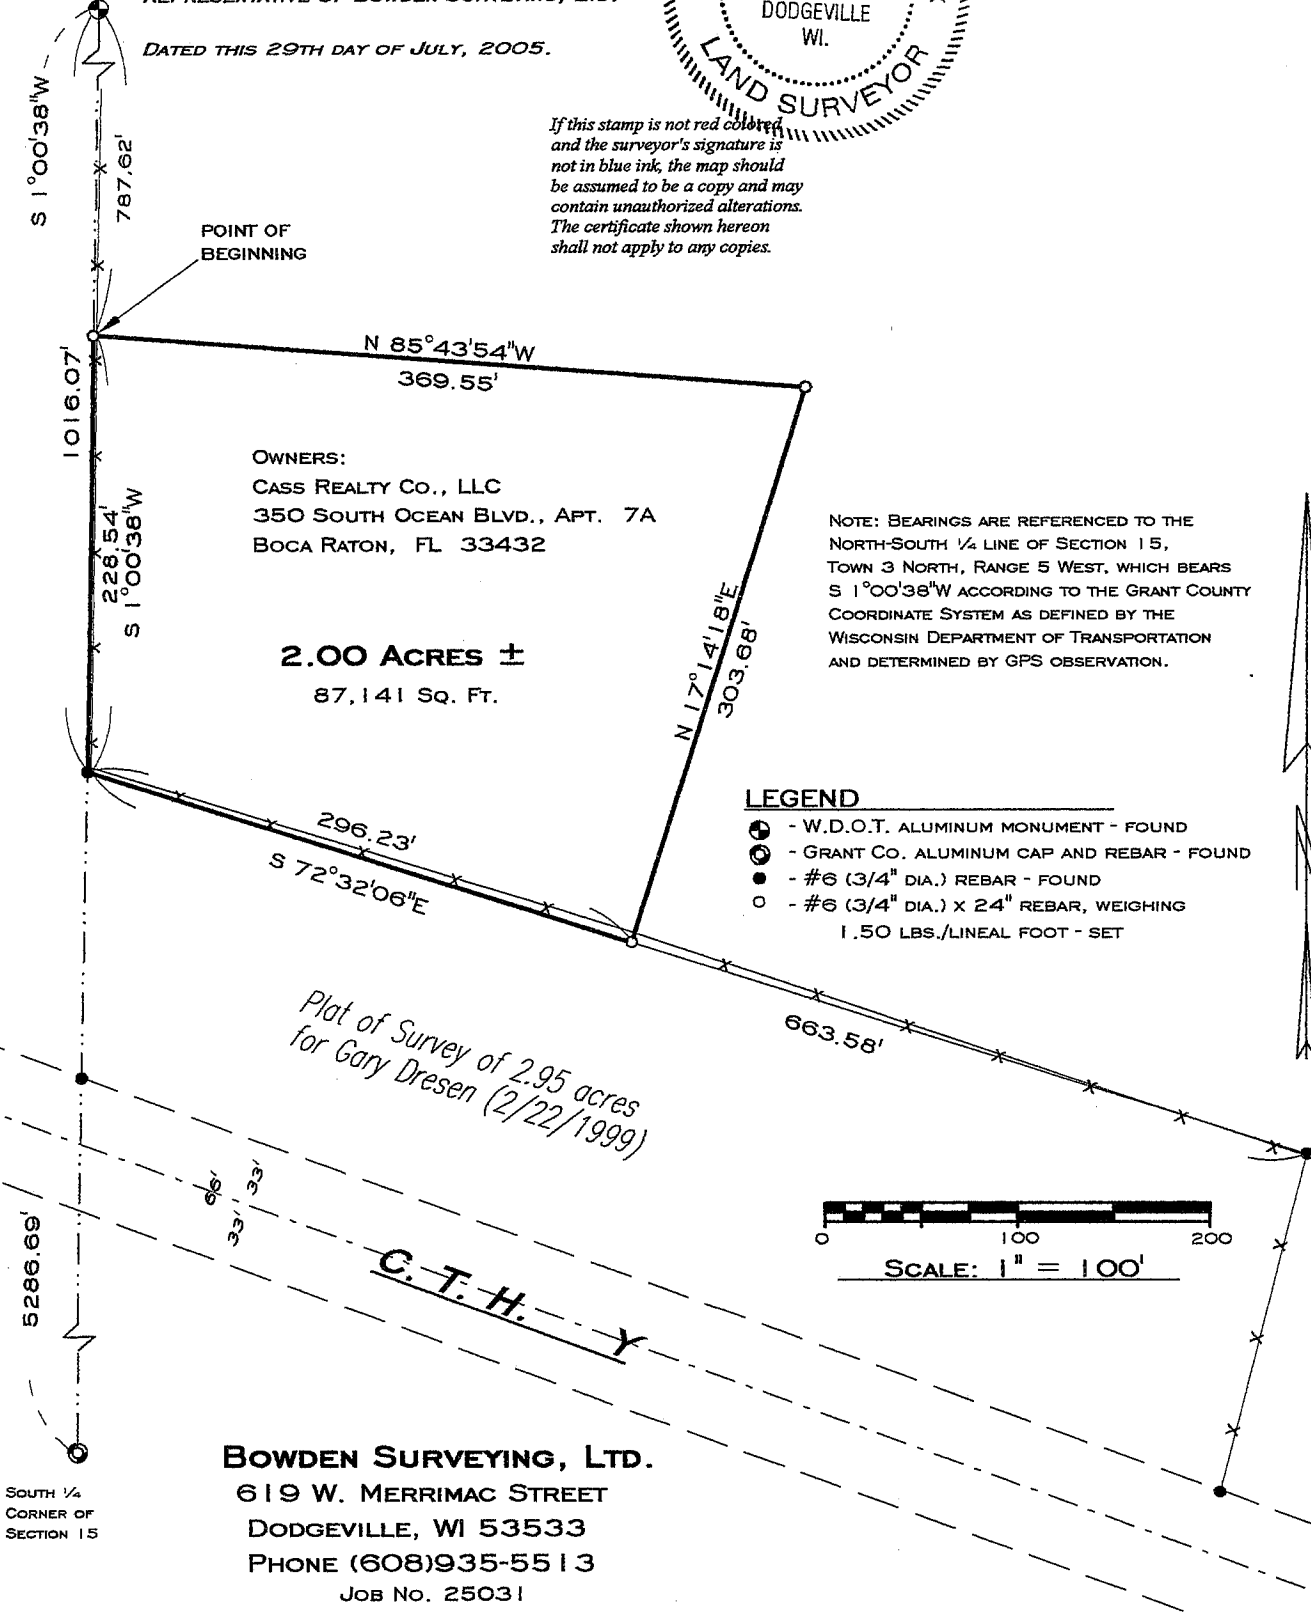 DATED THIS 29TH DAY OF JULY, 2005.
DODGEVILLE
WI.
LAND SURVEYOR
If this stamp is not red colored
and the surveyor's signature is
not in blue ink, the map should
be assumed to be a copy and may
contain unauthorized alterations.
The certificate shown hereon
shall not apply to any copies.
S 1°00'38"W
787.62'
POINT OF
BEGINNING
N 85°43'54"W
369.55'
1016.07'
228.54'
S 1°00'38"W
OWNERS:
CASS REALTY CO., LLC
350 SOUTH OCEAN BLVD., APT. 7A
BOCA RATON, FL 33432
2.00 ACRES ±
87,141 SQ. FT.
N 17°14'18"E
303.68'
NOTE: BEARINGS ARE REFERENCED TO THE
NORTH-SOUTH 1/4 LINE OF SECTION 15,
TOWN 3 NORTH, RANGE 5 WEST, WHICH BEARS
S 1°00'38"W ACCORDING TO THE GRANT COUNTY
COORDINATE SYSTEM AS DEFINED BY THE
WISCONSIN DEPARTMENT OF TRANSPORTATION
AND DETERMINED BY GPS OBSERVATION.
LEGEND
- W.D.O.T. ALUMINUM MONUMENT - FOUND
- GRANT CO. ALUMINUM CAP AND REBAR - FOUND
- #6 (3/4" DIA.) REBAR - FOUND
- #6 (3/4" DIA.) X 24" REBAR, WEIGHING
1.50 LBS./LINEAL FOOT - SET
296.23'
S 72°32'06"E
663.58'
Plat of Survey of 2.95 acres
for Gary Dresen (2/22/1999)
66'
33'
33'
C. T. H. Y
0 100 200
SCALE: 1" = 100'
5286.69'
SOUTH 1/4
CORNER OF
SECTION 15
BOWDEN SURVEYING, LTD.
619 W. MERRIMAC STREET
DODGEVILLE, WI 53533
PHONE (608)935-5513
JOB NO. 25031